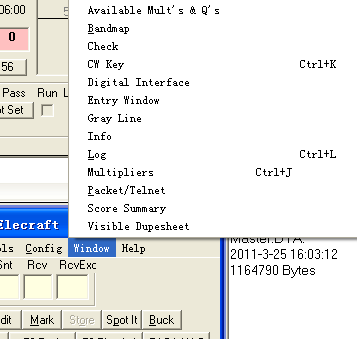 06:00
Available Mult's & Q's
Bandmap
0
Check
56
CW Key Ctrl+K
Digital Interface
Pass Run
Entry Window
ot Set
Gray Line
Info
Log Ctrl+L
Multipliers Ctrl+J
Packet/Telnet
Score Summary
Elecraft
Visible Dupesheet
Master.DTA.
ols Config Window Help
2011-3-25 16:03:12
Snt Rcv RcvExc
1164790 Bytes
dit Mark Store Spot It Buck